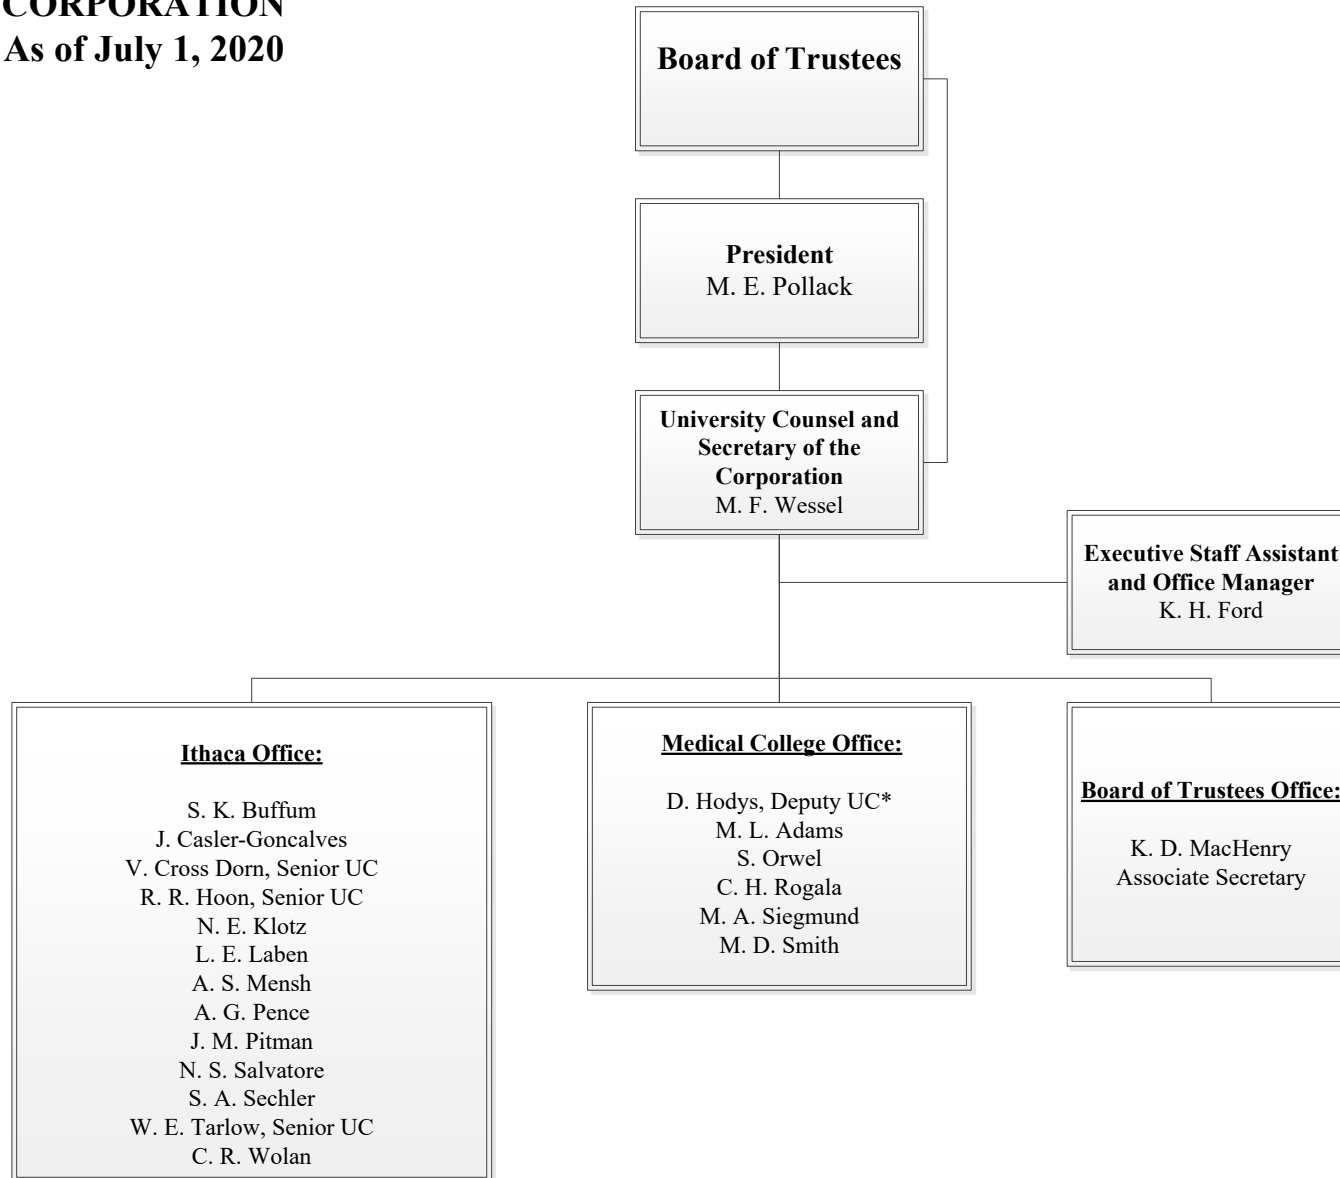 CORPORATION
As of July 1, 2020
Board of Trustees
President
M. E. Pollack
University Counsel and
Secretary of the
Corporation
M. F. Wessel
Executive Staff Assistant
and Office Manager
K. H. Ford
Ithaca Office:
S. K. Buffum
J. Casler-Goncalves
V. Cross Dorn, Senior UC
R. R. Hoon, Senior UC
N. E. Klotz
L. E. Laben
A. S. Mensh
A. G. Pence
J. M. Pitman
N. S. Salvatore
S. A. Sechler
W. E. Tarlow, Senior UC
C. R. Wolan
Medical College Office:
D. Hodys, Deputy UC*
M. L. Adams
S. Orwel
C. H. Rogala
M. A. Siegmund
M. D. Smith
Board of Trustees Office:
K. D. MacHenry
Associate Secretary